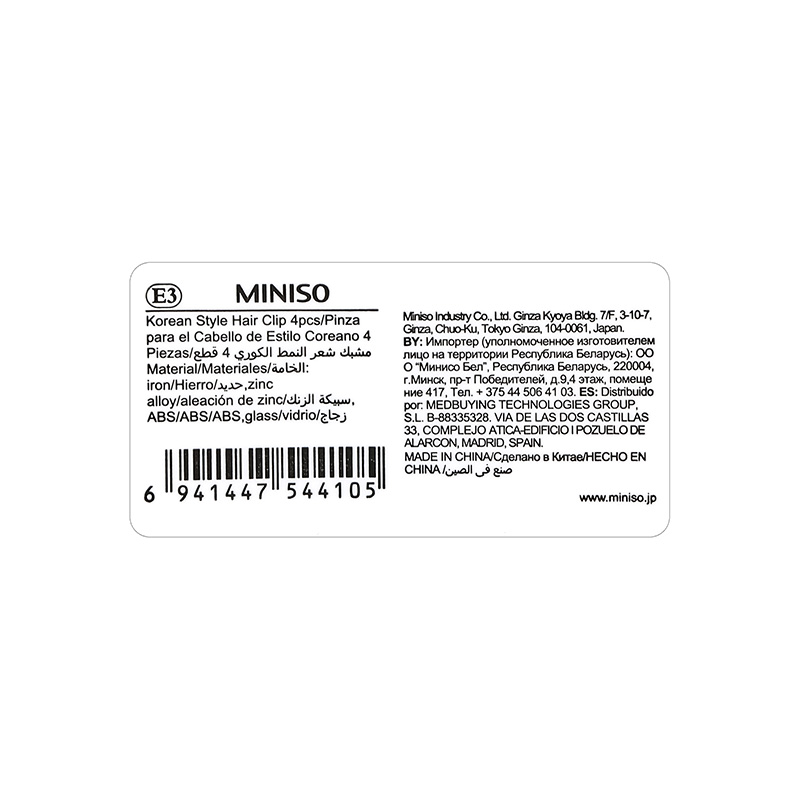 E3 MINISO
Korean Style Hair Clip 4pcs/Pinza
para el Cabello de Estilo Coreano 4
Piezas/مشبك شعر النمط الكوري 4 قطع
Material/Materiales/الخامة:
iron/Hierro/حديد,zinc
alloy/aleación de zinc/سبيكة الزنك,
ABS/ABS/ABS,glass/vidrio/زجاج
6 941447 544105
Miniso Industry Co., Ltd. Ginza Kyoya Bldg. 7/F, 3-10-7,
Ginza, Chuo-Ku, Tokyo Ginza, 104-0061, Japan.
BY: Импортер (уполномоченное изготовителем
лицо на территории Республика Беларусь): ОО
О "Минисо Бел", Республика Беларусь, 220004,
г.Минск, пр-т Победителей, д.9,4 этаж, помеще
ние 417, Тел. + 375 44 506 41 03. ES: Distribuido
por: MEDBUYING TECHNOLOGIES GROUP,
S.L. B-88335328. VIA DE LAS DOS CASTILLAS
33, COMPLEJO ATICA-EDIFICIO I POZUELO DE
ALARCON, MADRID, SPAIN.
MADE IN CHINA/Сделано в Китае/HECHO EN
CHINA /صنع في الصين
www.miniso.jp